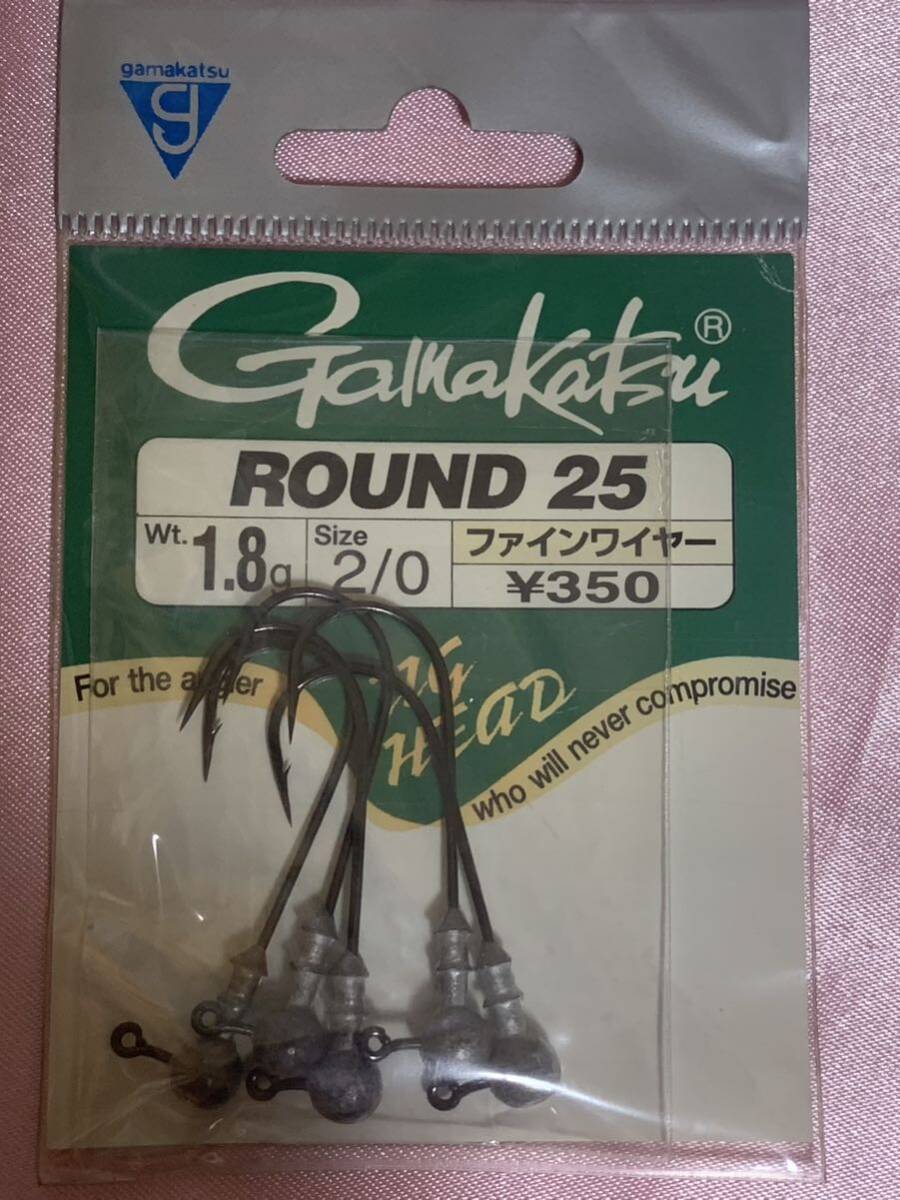 gamakatsu
g
Gamakatsu®
ROUND 25
Wt. 1.8g
Size 2/0
ファインワイヤー
¥350
HEAD
For the angler
who will never compromise